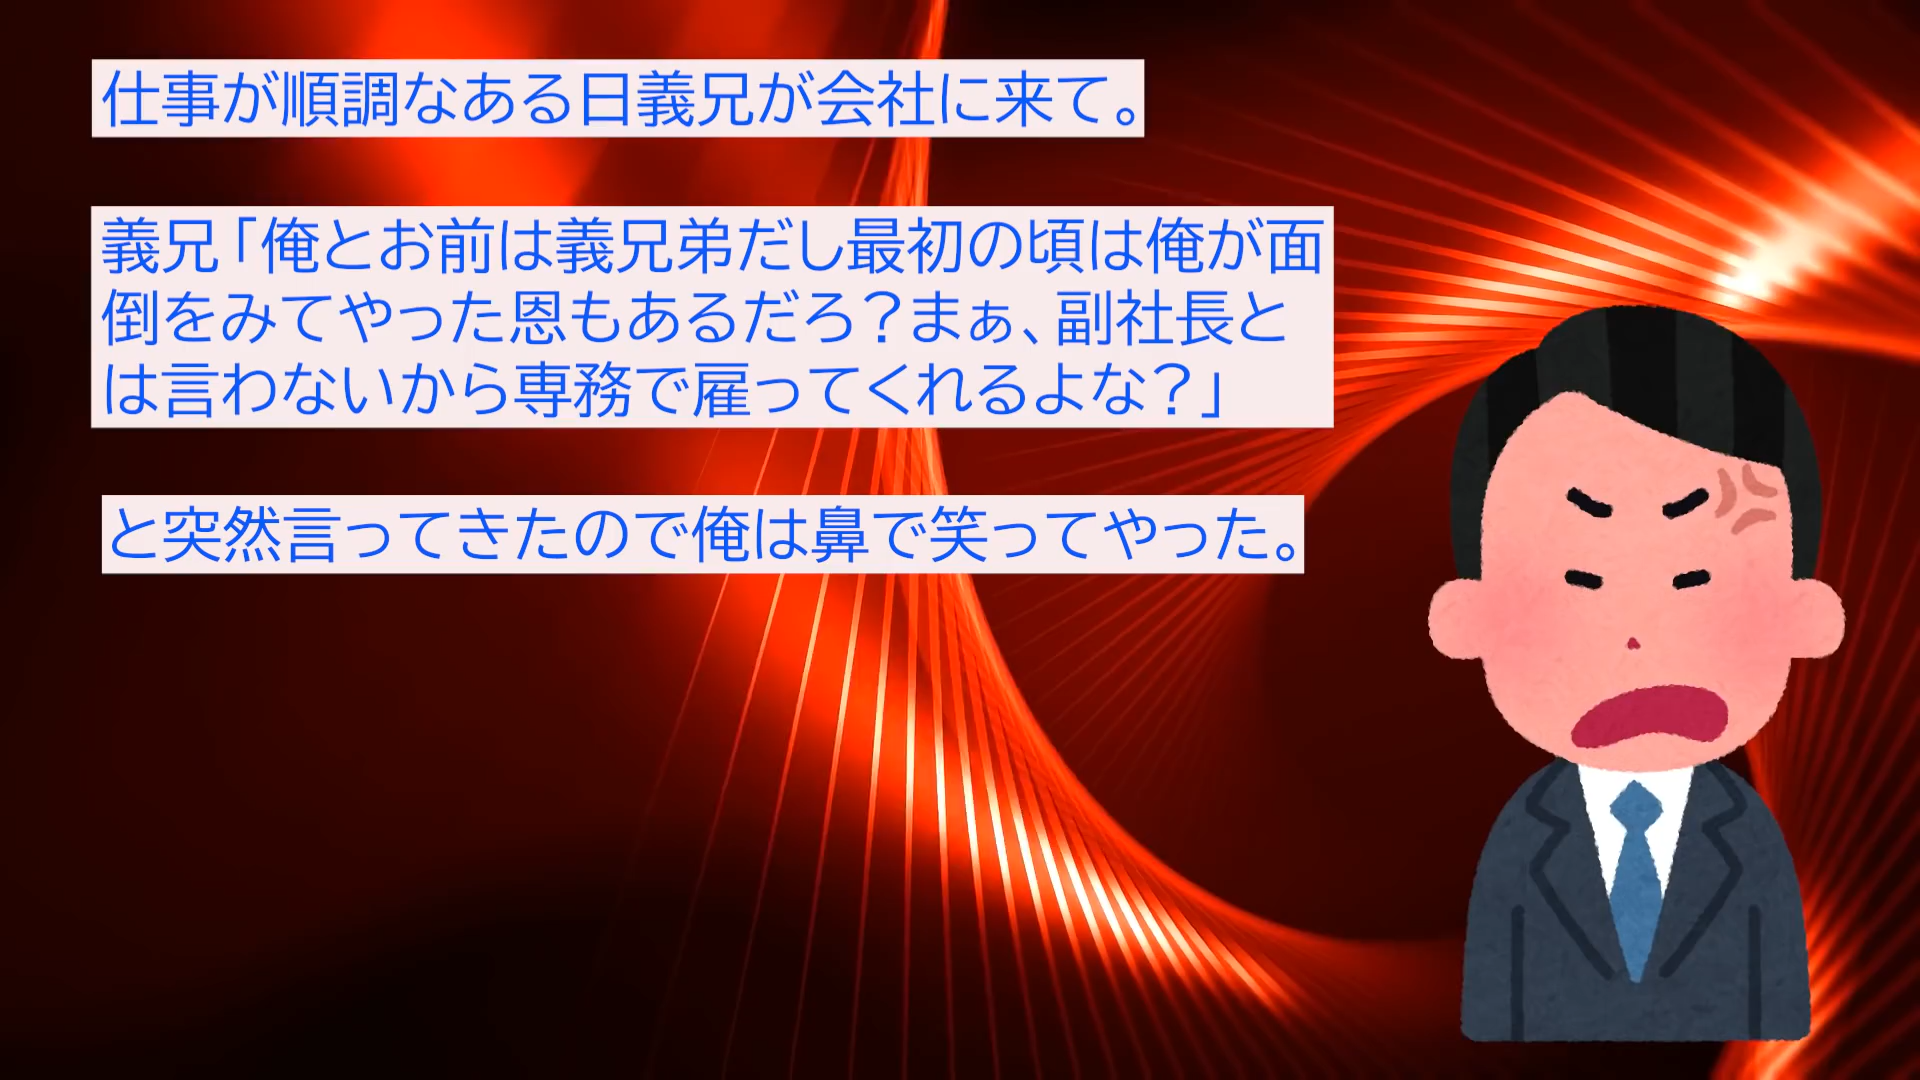 仕事が順調なある日義兄が会社に来て。
義兄「俺とお前は義兄弟だし最初の頃は俺が面
倒をみてやった恩もあるだろ？まぁ、副社長と
は言わないから専務で雇ってくれるよな？」
と突然言ってきたので俺は鼻で笑ってやった。